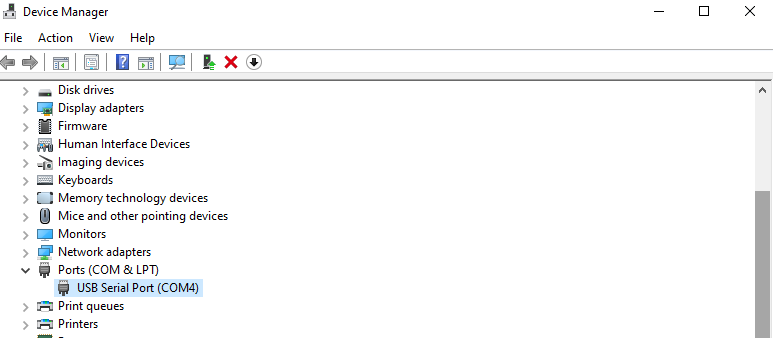 Device Manager
File Action View Help
Disk drives
Display adapters
Firmware
Human Interface Devices
Imaging devices
Keyboards
Memory technology devices
Mice and other pointing devices
Monitors
Network adapters
Ports (COM & LPT)
USB Serial Port (COM4)
Print queues
Printers